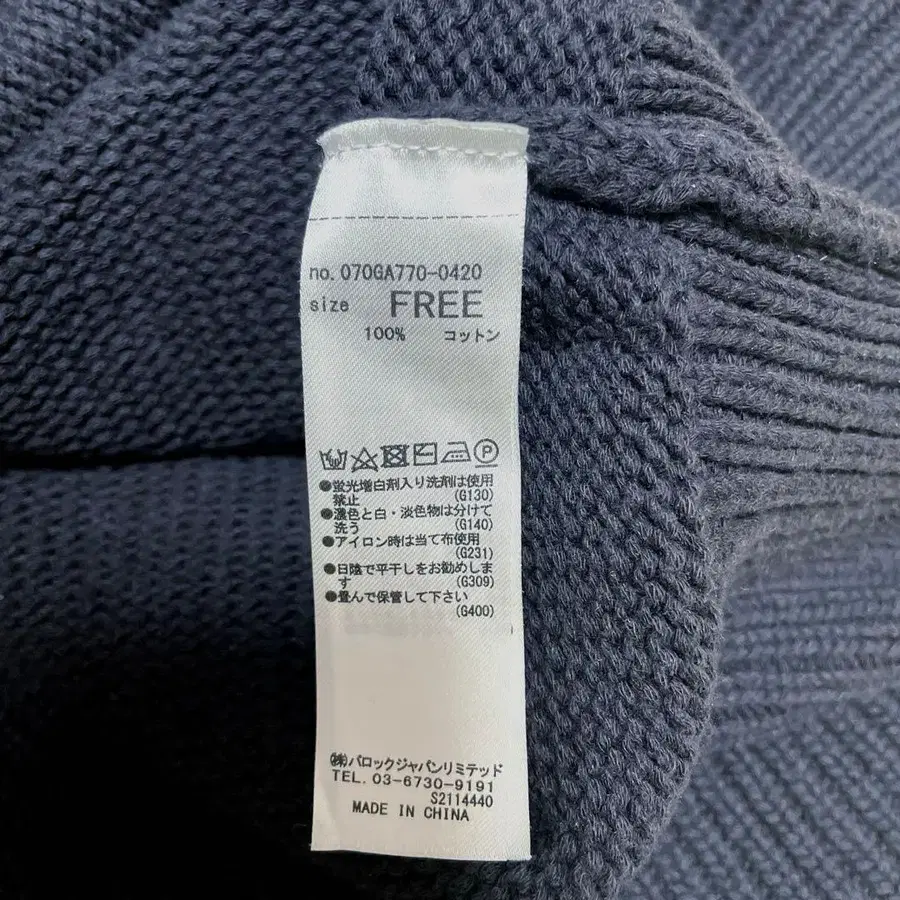 no. 070GA770-0420
size FREE
100% コットン
●蛍光増白剤入り洗剤は使用
禁止 (G130)
●濃色と白・淡色物は分けて
洗う (G140)
●アイロン時は当て布使用
(G231)
●日陰で平干しをお勧めしま
す (G309)
●畳んで保管して下さい
(G400)
㈱バロックジャパンリミテッド
TEL. 03-6730-9191
S2114440
MADE IN CHINA